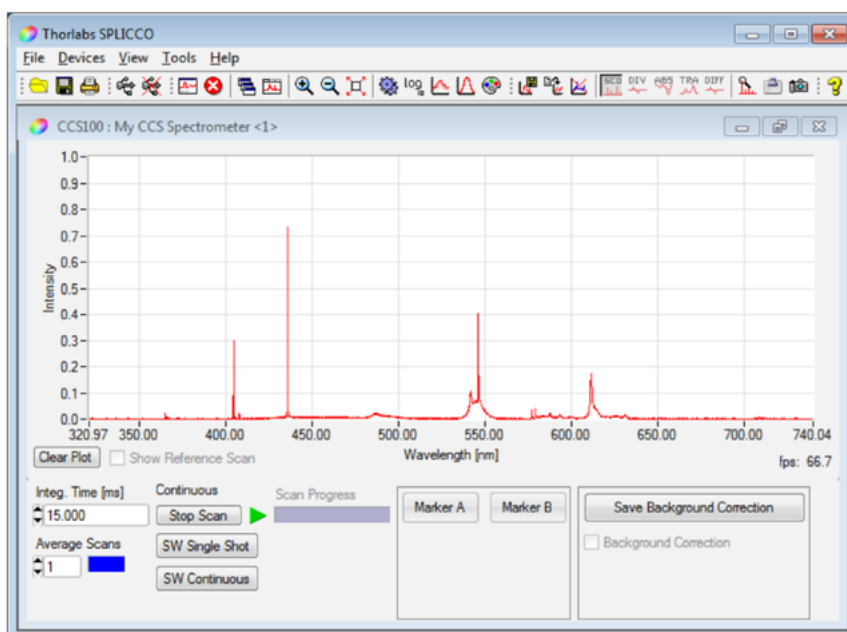 Thorlabs SPLICCO
File Devices View Tools Help
log 10 SCO DIV ABS TRA DIFF ?
CCS100 : My CCS Spectrometer <1>
1.0
0.9
0.8
0.7
0.6
0.5
0.4
0.3
0.2
0.1
0.0
Intensity
320.97 350.00 400.00 450.00 500.00 550.00 600.00 650.00 700.00 740.04
Wavelength [nm]
Clear Plot Show Reference Scan fps: 66.7
Integ. Time [ms] Continuous Scan Progress
15.000 Stop Scan Marker A Marker B Save Background Correction
Average Scans SW Single Shot Background Correction
1 SW Continuous